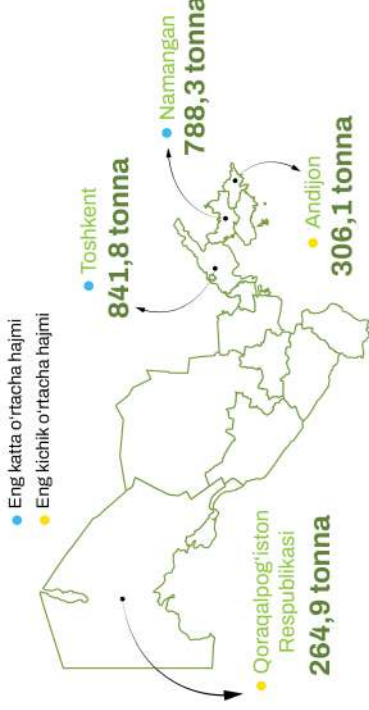 Eng katta o'rtacha hajmi
Eng kichik o'rtacha hajmi
Toshkent
841,8 tonna
Namangan
788,3 tonna
Andijon
306,1 tonna
Qoraqalpog'iston
Respublikasi
264,9 tonna